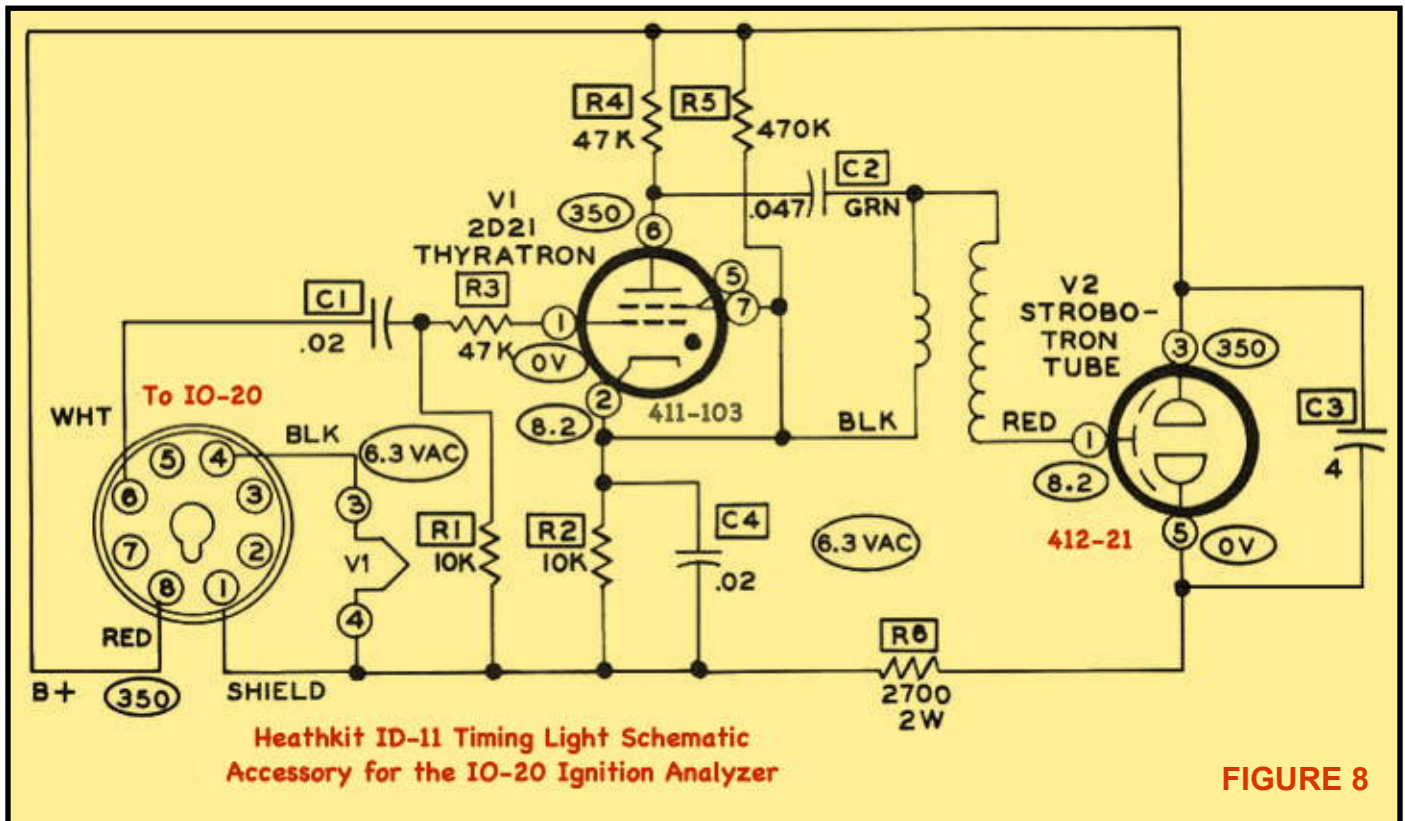 R4
R5
47K
470K
C2
V1
2D21
THYRATRON
350
6
.047
GRN
5
7
C1
R3
1
.02
47K
0V
2
8.2
411-103
BLK
RED
V2
STROBO-
TRON
TUBE
3
350
1
8.2
412-21
5
0V
C3
4
To IO-20
WHT
BLK
6.3 VAC
5
4
6
3
7
2
8
1
3
V1
4
R1
10K
R2
10K
C4
.02
6.3 VAC
RED
B+
350
SHIELD
R6
2700
2W
Heathkit ID-11 Timing Light Schematic
Accessory for the IO-20 Ignition Analyzer
FIGURE 8